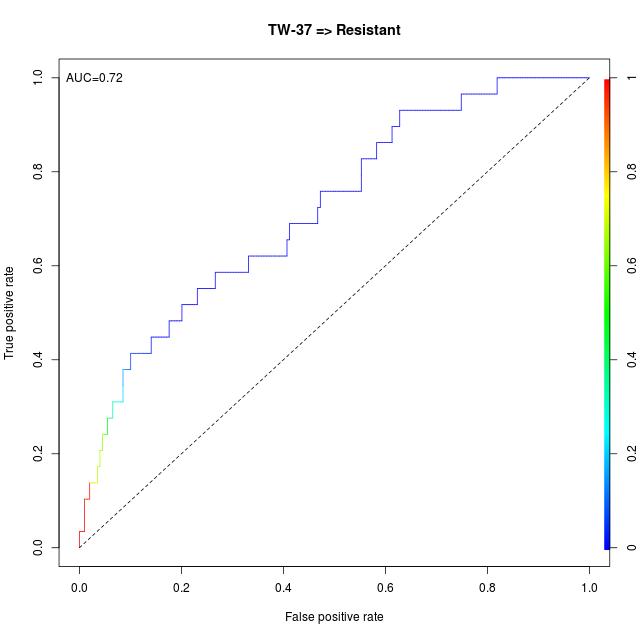 TW-37 => Resistant
AUC=0.72
True positive rate
1.0
0.8
0.6
0.4
0.2
0.0
0.0 0.2 0.4 0.6 0.8 1.0
False positive rate
1
0.8
0.6
0.4
0.2
0